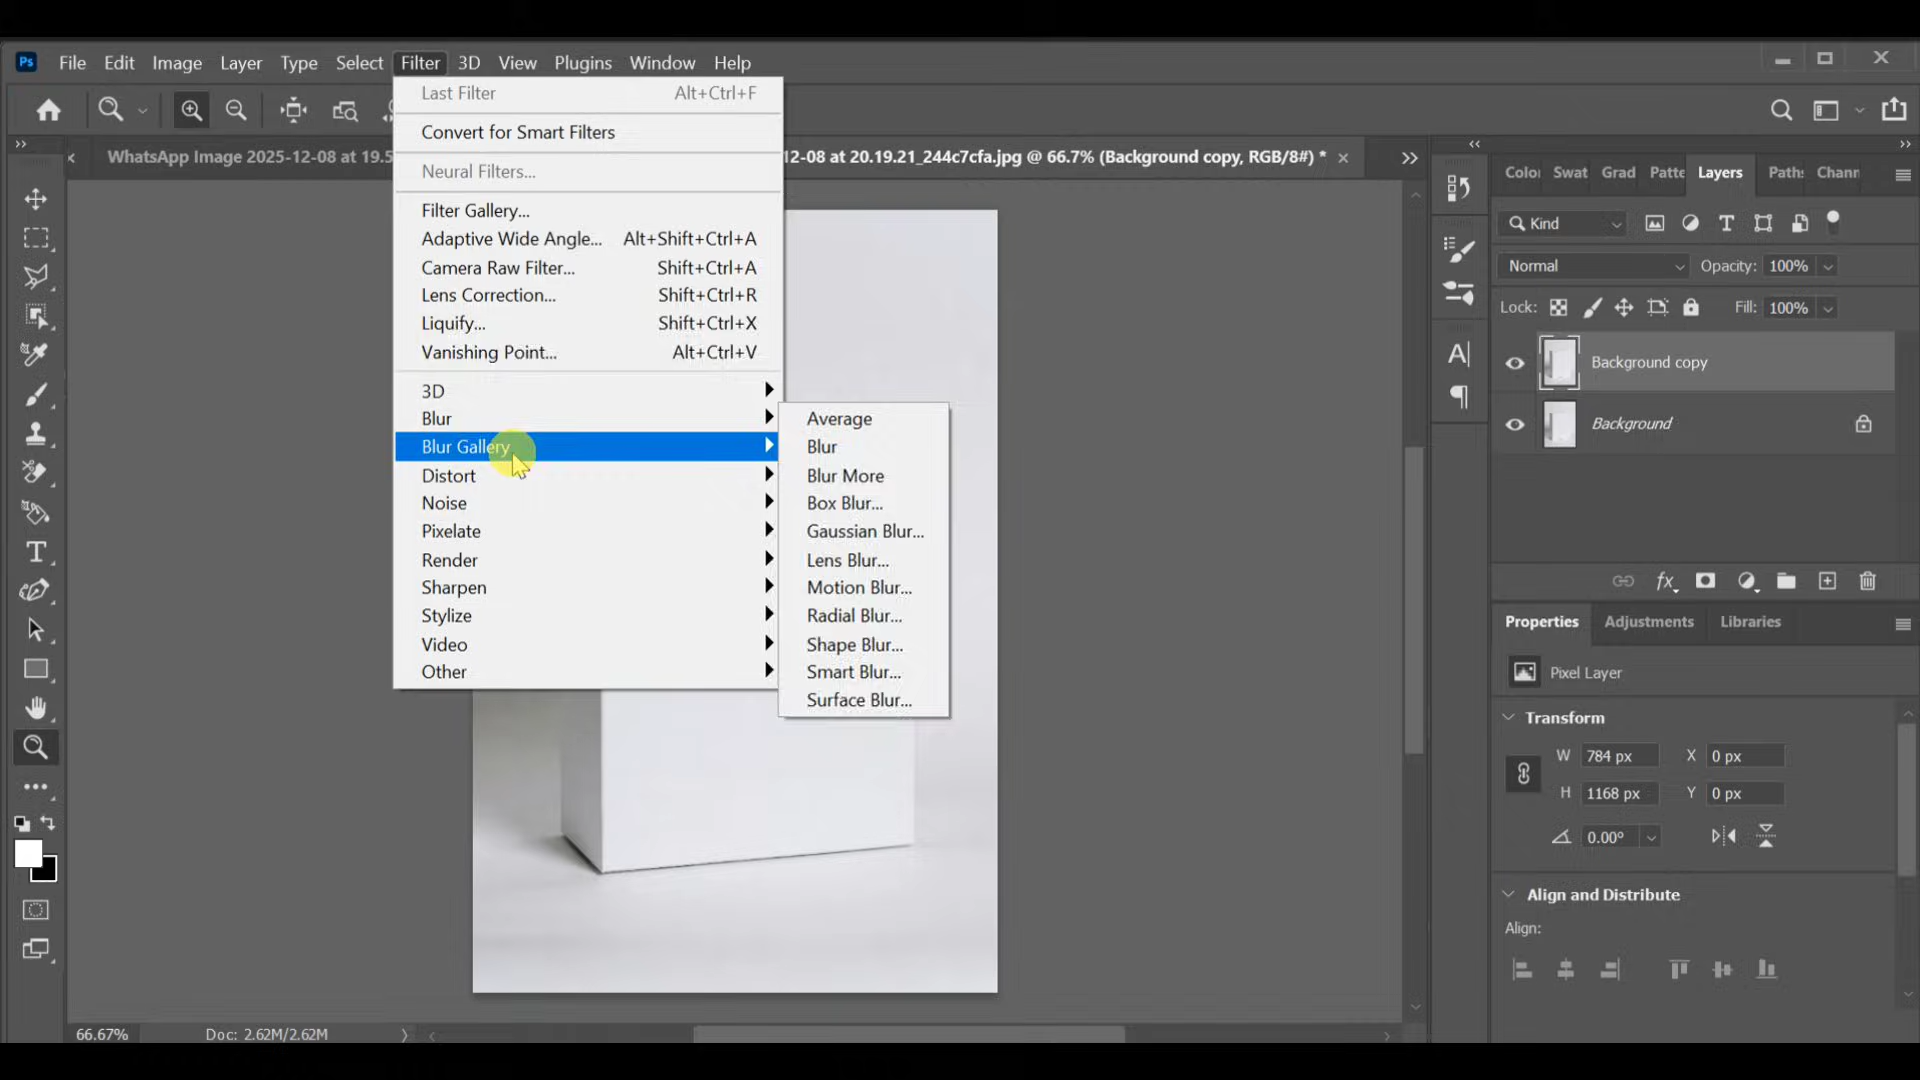 Ps File Edit Image Layer Type Select Filter 3D View Plugins Window Help
Last Filter Alt+Ctrl+F
Convert for Smart Filters
Neural Filters...
Filter Gallery...
Adaptive Wide Angle... Alt+Shift+Ctrl+A
Camera Raw Filter... Shift+Ctrl+A
Lens Correction... Shift+Ctrl+R
Liquify... Shift+Ctrl+X
Vanishing Point... Alt+Ctrl+V
3D
Blur
Blur Gallery
Distort
Noise
Pixelate
Render
Sharpen
Stylize
Video
Other
Average
Blur
Blur More
Box Blur...
Gaussian Blur...
Lens Blur...
Motion Blur...
Radial Blur...
Shape Blur...
Smart Blur...
Surface Blur...
WhatsApp Image 2025-12-08 at 19.5
12-08 at 20.19.21_244c7cfa.jpg @ 66.7% (Background copy, RGB/8#) *
Colo Swat Grad Patte Layers Paths Chann
Kind
Normal Opacity: 100%
Lock: Fill: 100%
Background copy
Background
fx
Properties Adjustments Libraries
Pixel Layer
Transform
W 784 px X 0 px
H 1168 px Y 0 px
0.00°
Align and Distribute
Align:
66.67% Doc: 2.62M/2.62M